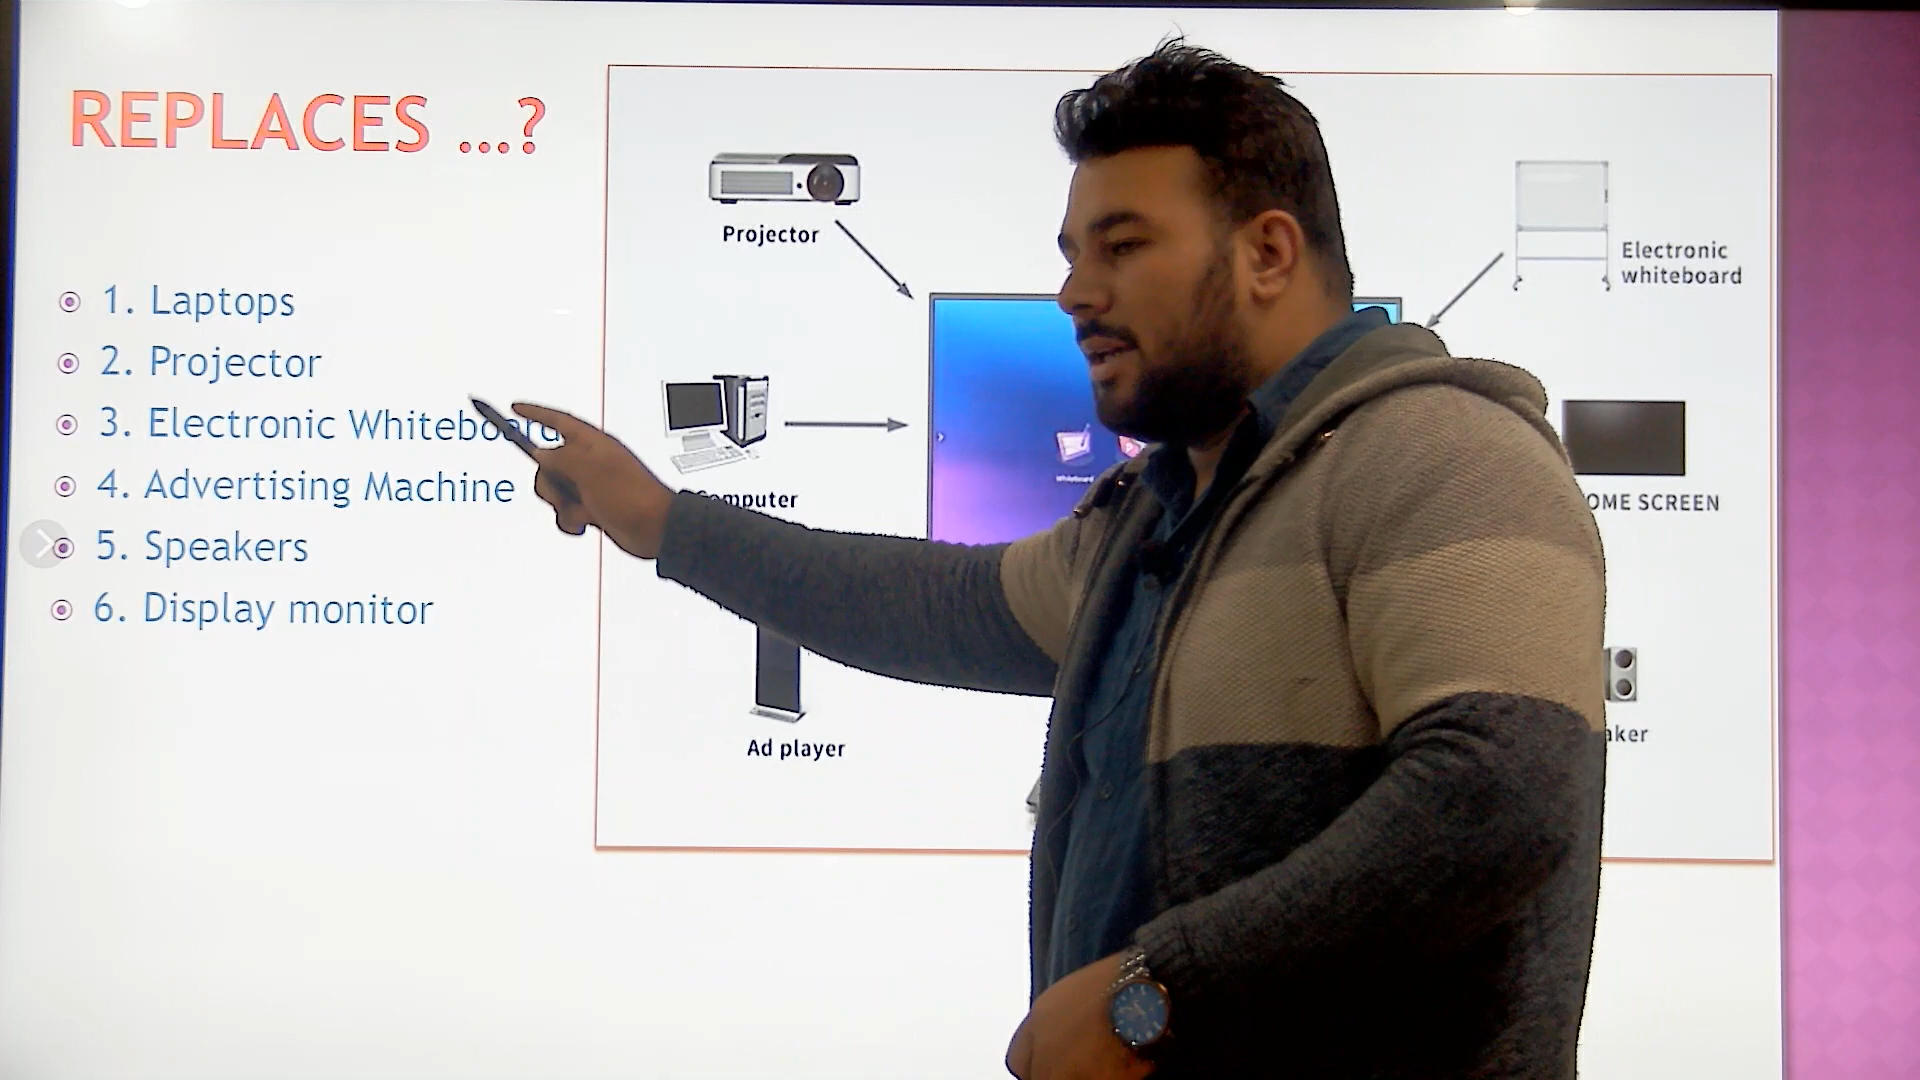 REPLACES ...?
1. Laptops
2. Projector
3. Electronic Whiteboard
4. Advertising Machine
5. Speakers
6. Display monitor
Projector
Electronic
whiteboard
Computer
OME SCREEN
Ad player
aker